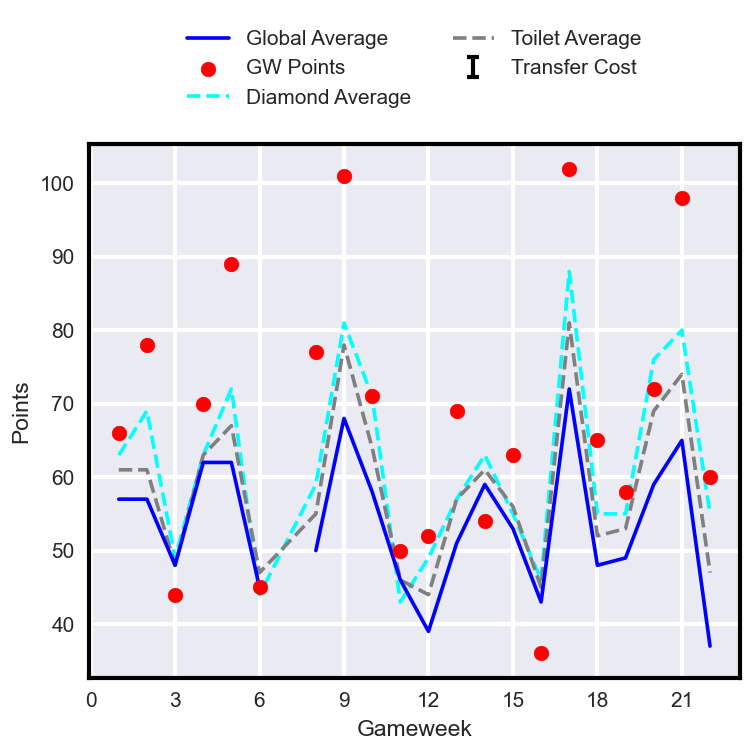 Global Average
GW Points
Diamond Average
Toilet Average
Transfer Cost
Points
100
90
80
70
60
50
40
0 3 6 9 12 15 18 21
Gameweek